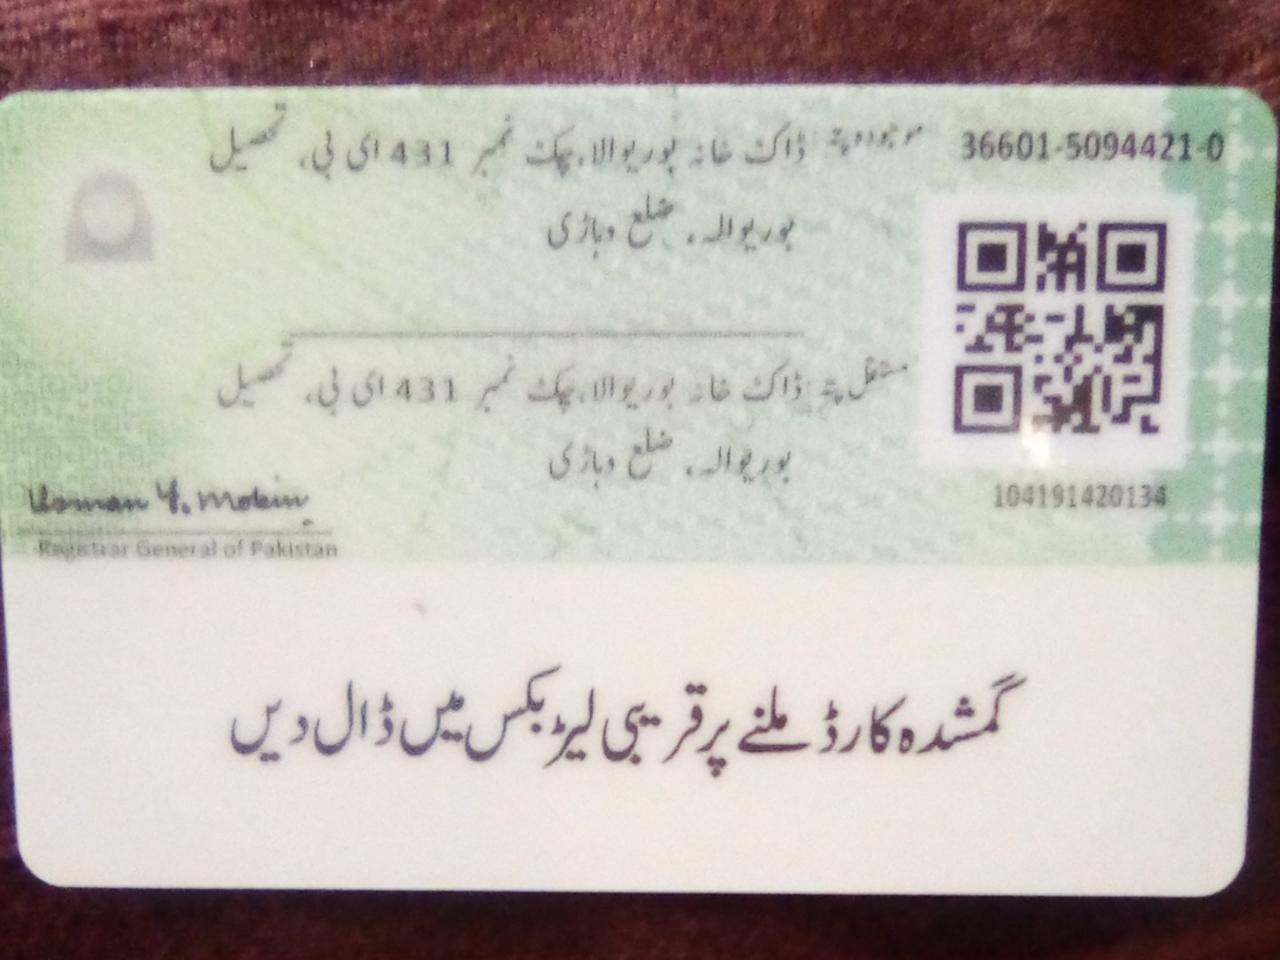 36601-5094421-0
موجودہ پتہ ڈاک خانہ بوریوالا، چک نمبر 431 ای بی، تحصیل
بوریوالہ، ضلع وہاڑی
مستقل پتہ ڈاک خانہ بوریوالا، چک نمبر 431 ای بی، تحصیل
بوریوالہ، ضلع وہاڑی
104191420134
Usman Y. Mobin
Registrar General of Pakistan
گمشدہ کارڈ ملنے پر قریبی لیٹر بکس میں ڈال دیں